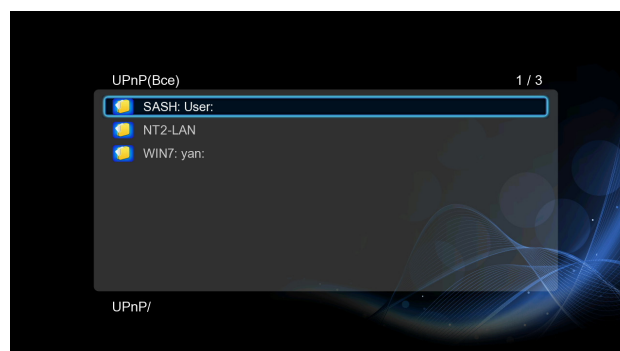 UPnP(Все) 1 / 3
SASH: User:
NT2-LAN
WIN7: yan:
UPnP/